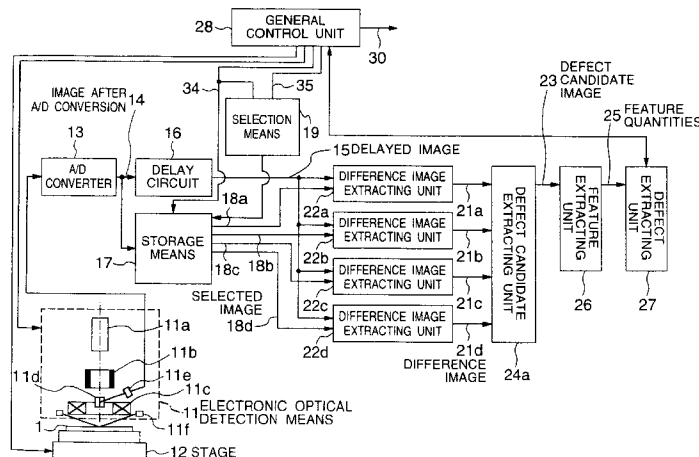 28
GENERAL
CONTROL UNIT
30
34
35
IMAGE AFTER
A/D CONVERSION
14
13
16
SELECTION
MEANS
19
23
DEFECT
CANDIDATE
IMAGE
25
FEATURE
QUANTITIES
A/D
CONVERTER
DELAY
CIRCUIT
15
DELAYED IMAGE
18a
STORAGE
MEANS
17
18b
18c
SELECTED
IMAGE
18d
DIFFERENCE IMAGE
EXTRACTING UNIT
22a
21a
DIFFERENCE IMAGE
EXTRACTING UNIT
22b
21b
DIFFERENCE IMAGE
EXTRACTING UNIT
22c
21c
DIFFERENCE IMAGE
EXTRACTING UNIT
22d
21d
DIFFERENCE
IMAGE
DEFECT CANDIDATE
EXTRACTING UNIT
24a
FEATURE
EXTRACTING
UNIT
26
DEFECT
EXTRACTING
UNIT
27
11a
11b
11e
11d
11c
11
ELECTRONIC OPTICAL
DETECTION MEANS
11f
1
12 STAGE